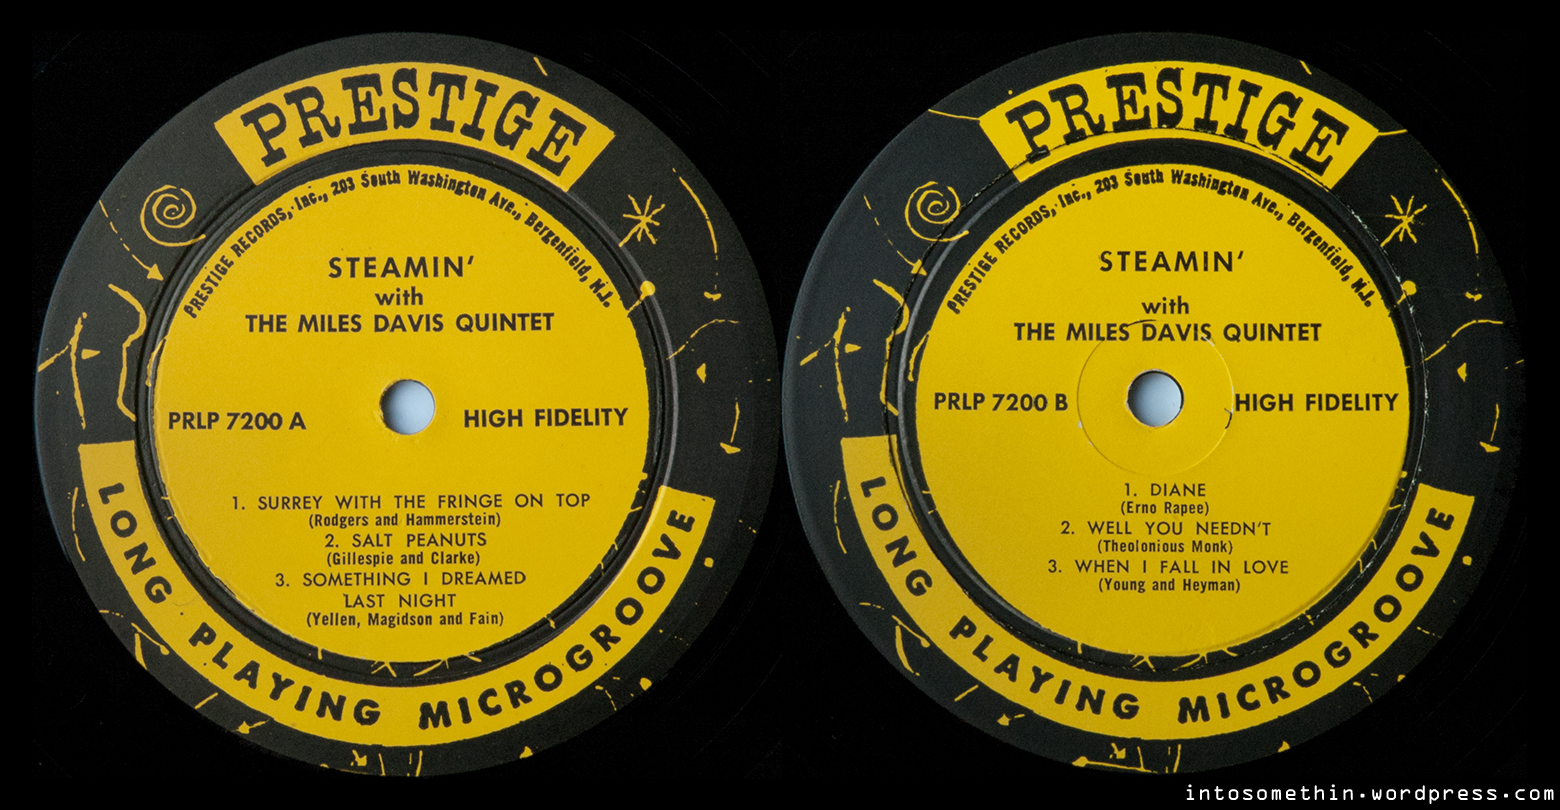 PRESTIGE
PRESTIGE RECORDS, Inc., 203 South Washington Ave., Bergenfield, N.J.
STEAMIN'
with
THE MILES DAVIS QUINTET
PRLP 7200 A
HIGH FIDELITY
1. SURREY WITH THE FRINGE ON TOP
(Rodgers and Hammerstein)
2. SALT PEANUTS
(Gillespie and Clarke)
3. SOMETHING I DREAMED
LAST NIGHT
(Yellen, Magidson and Fain)
LONG PLAYING MICROGROOVE
PRESTIGE
PRESTIGE RECORDS, Inc., 203 South Washington Ave., Bergenfield, N.J.
STEAMIN'
with
THE MILES DAVIS QUINTET
PRLP 7200 B
HIGH FIDELITY
1. DIANE
(Erno Rapee)
2. WELL YOU NEEDN'T
(Theolonious Monk)
3. WHEN I FALL IN LOVE
(Young and Heyman)
LONG PLAYING MICROGROOVE
intosomethin.wordpress.com